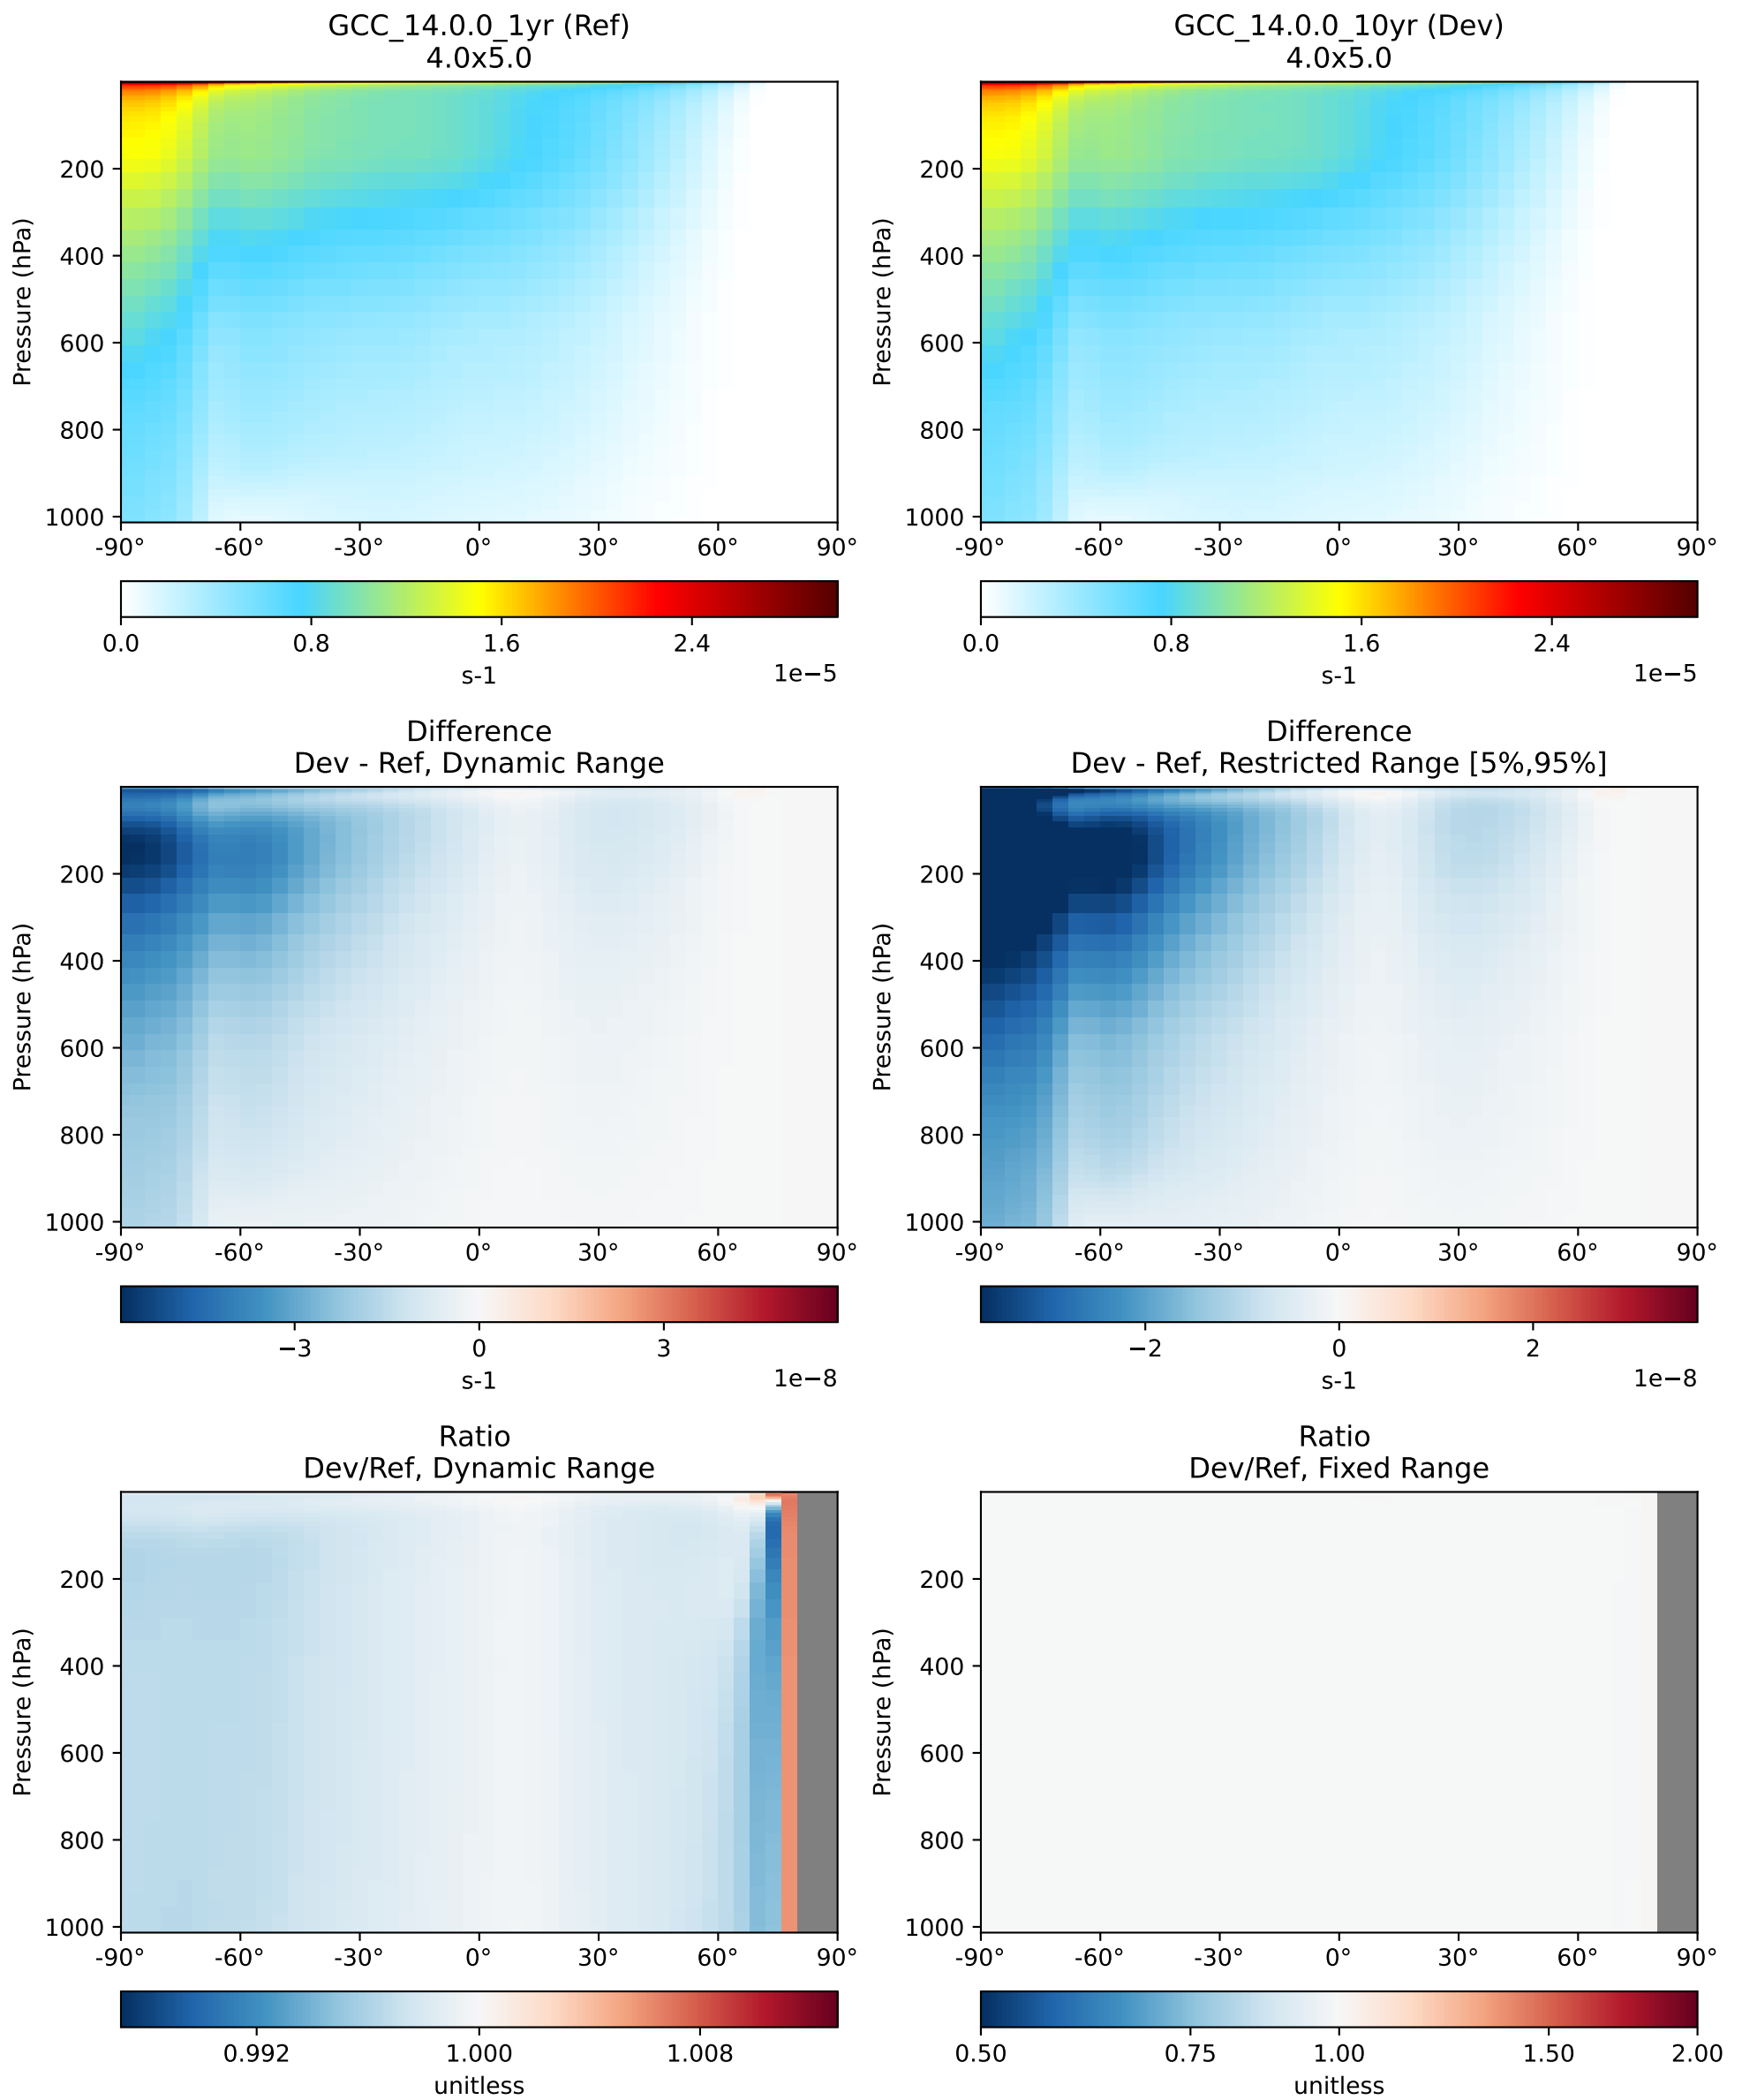 GCC_14.0.0_1yr (Ref)
4.0x5.0
Pressure (hPa)
200
400
600
800
1000
-90° -60° -30° 0° 30° 60° 90°
0.0 0.8 1.6 2.4
s-1
1e−5
GCC_14.0.0_10yr (Dev)
4.0x5.0
Pressure (hPa)
200
400
600
800
1000
-90° -60° -30° 0° 30° 60° 90°
0.0 0.8 1.6 2.4
s-1
1e−5
Difference
Dev - Ref, Dynamic Range
Pressure (hPa)
200
400
600
800
1000
-90° -60° -30° 0° 30° 60° 90°
−3 0 3
s-1
1e−8
Difference
Dev - Ref, Restricted Range [5%,95%]
Pressure (hPa)
200
400
600
800
1000
-90° -60° -30° 0° 30° 60° 90°
−2 0 2
s-1
1e−8
Ratio
Dev/Ref, Dynamic Range
Pressure (hPa)
200
400
600
800
1000
-90° -60° -30° 0° 30° 60° 90°
0.992 1.000 1.008
unitless
Ratio
Dev/Ref, Fixed Range
Pressure (hPa)
200
400
600
800
1000
-90° -60° -30° 0° 30° 60° 90°
0.50 0.75 1.00 1.50 2.00
unitless